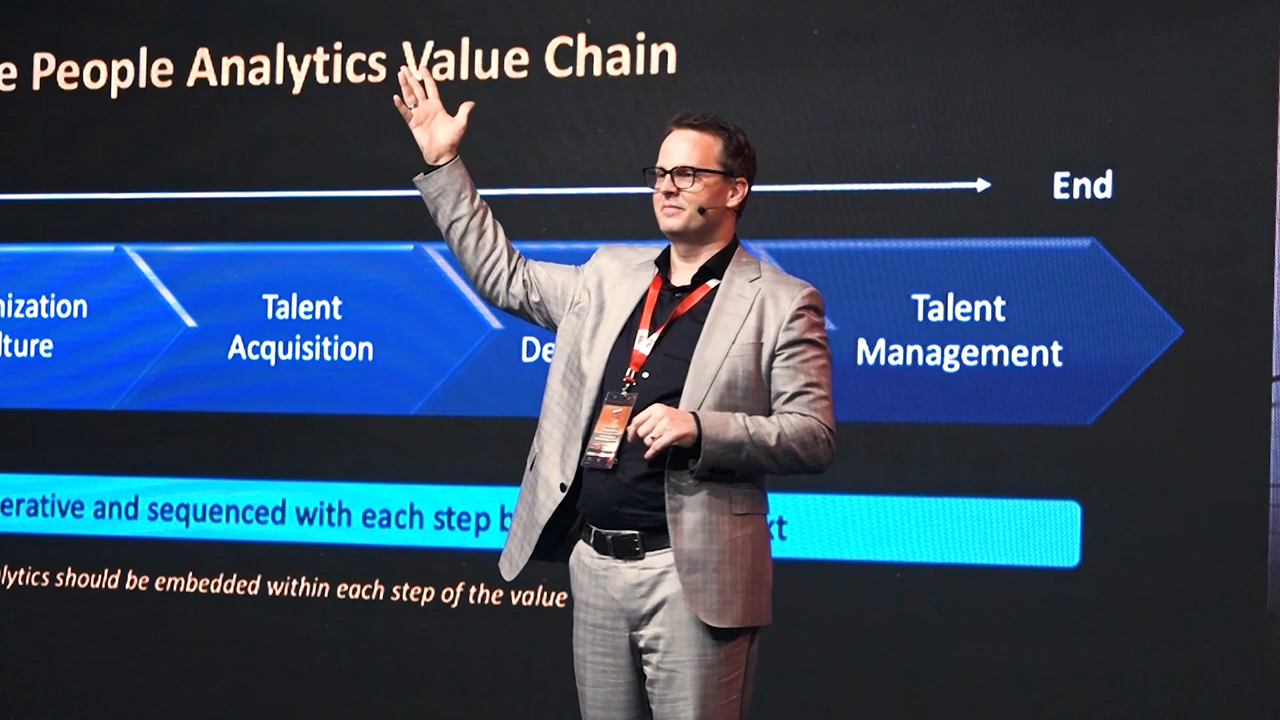 e People Analytics Value Chain
End
nization
lture
Talent
Acquisition
De
Talent
Management
erative and sequenced with each step b
xt
lytics should be embedded within each step of the value